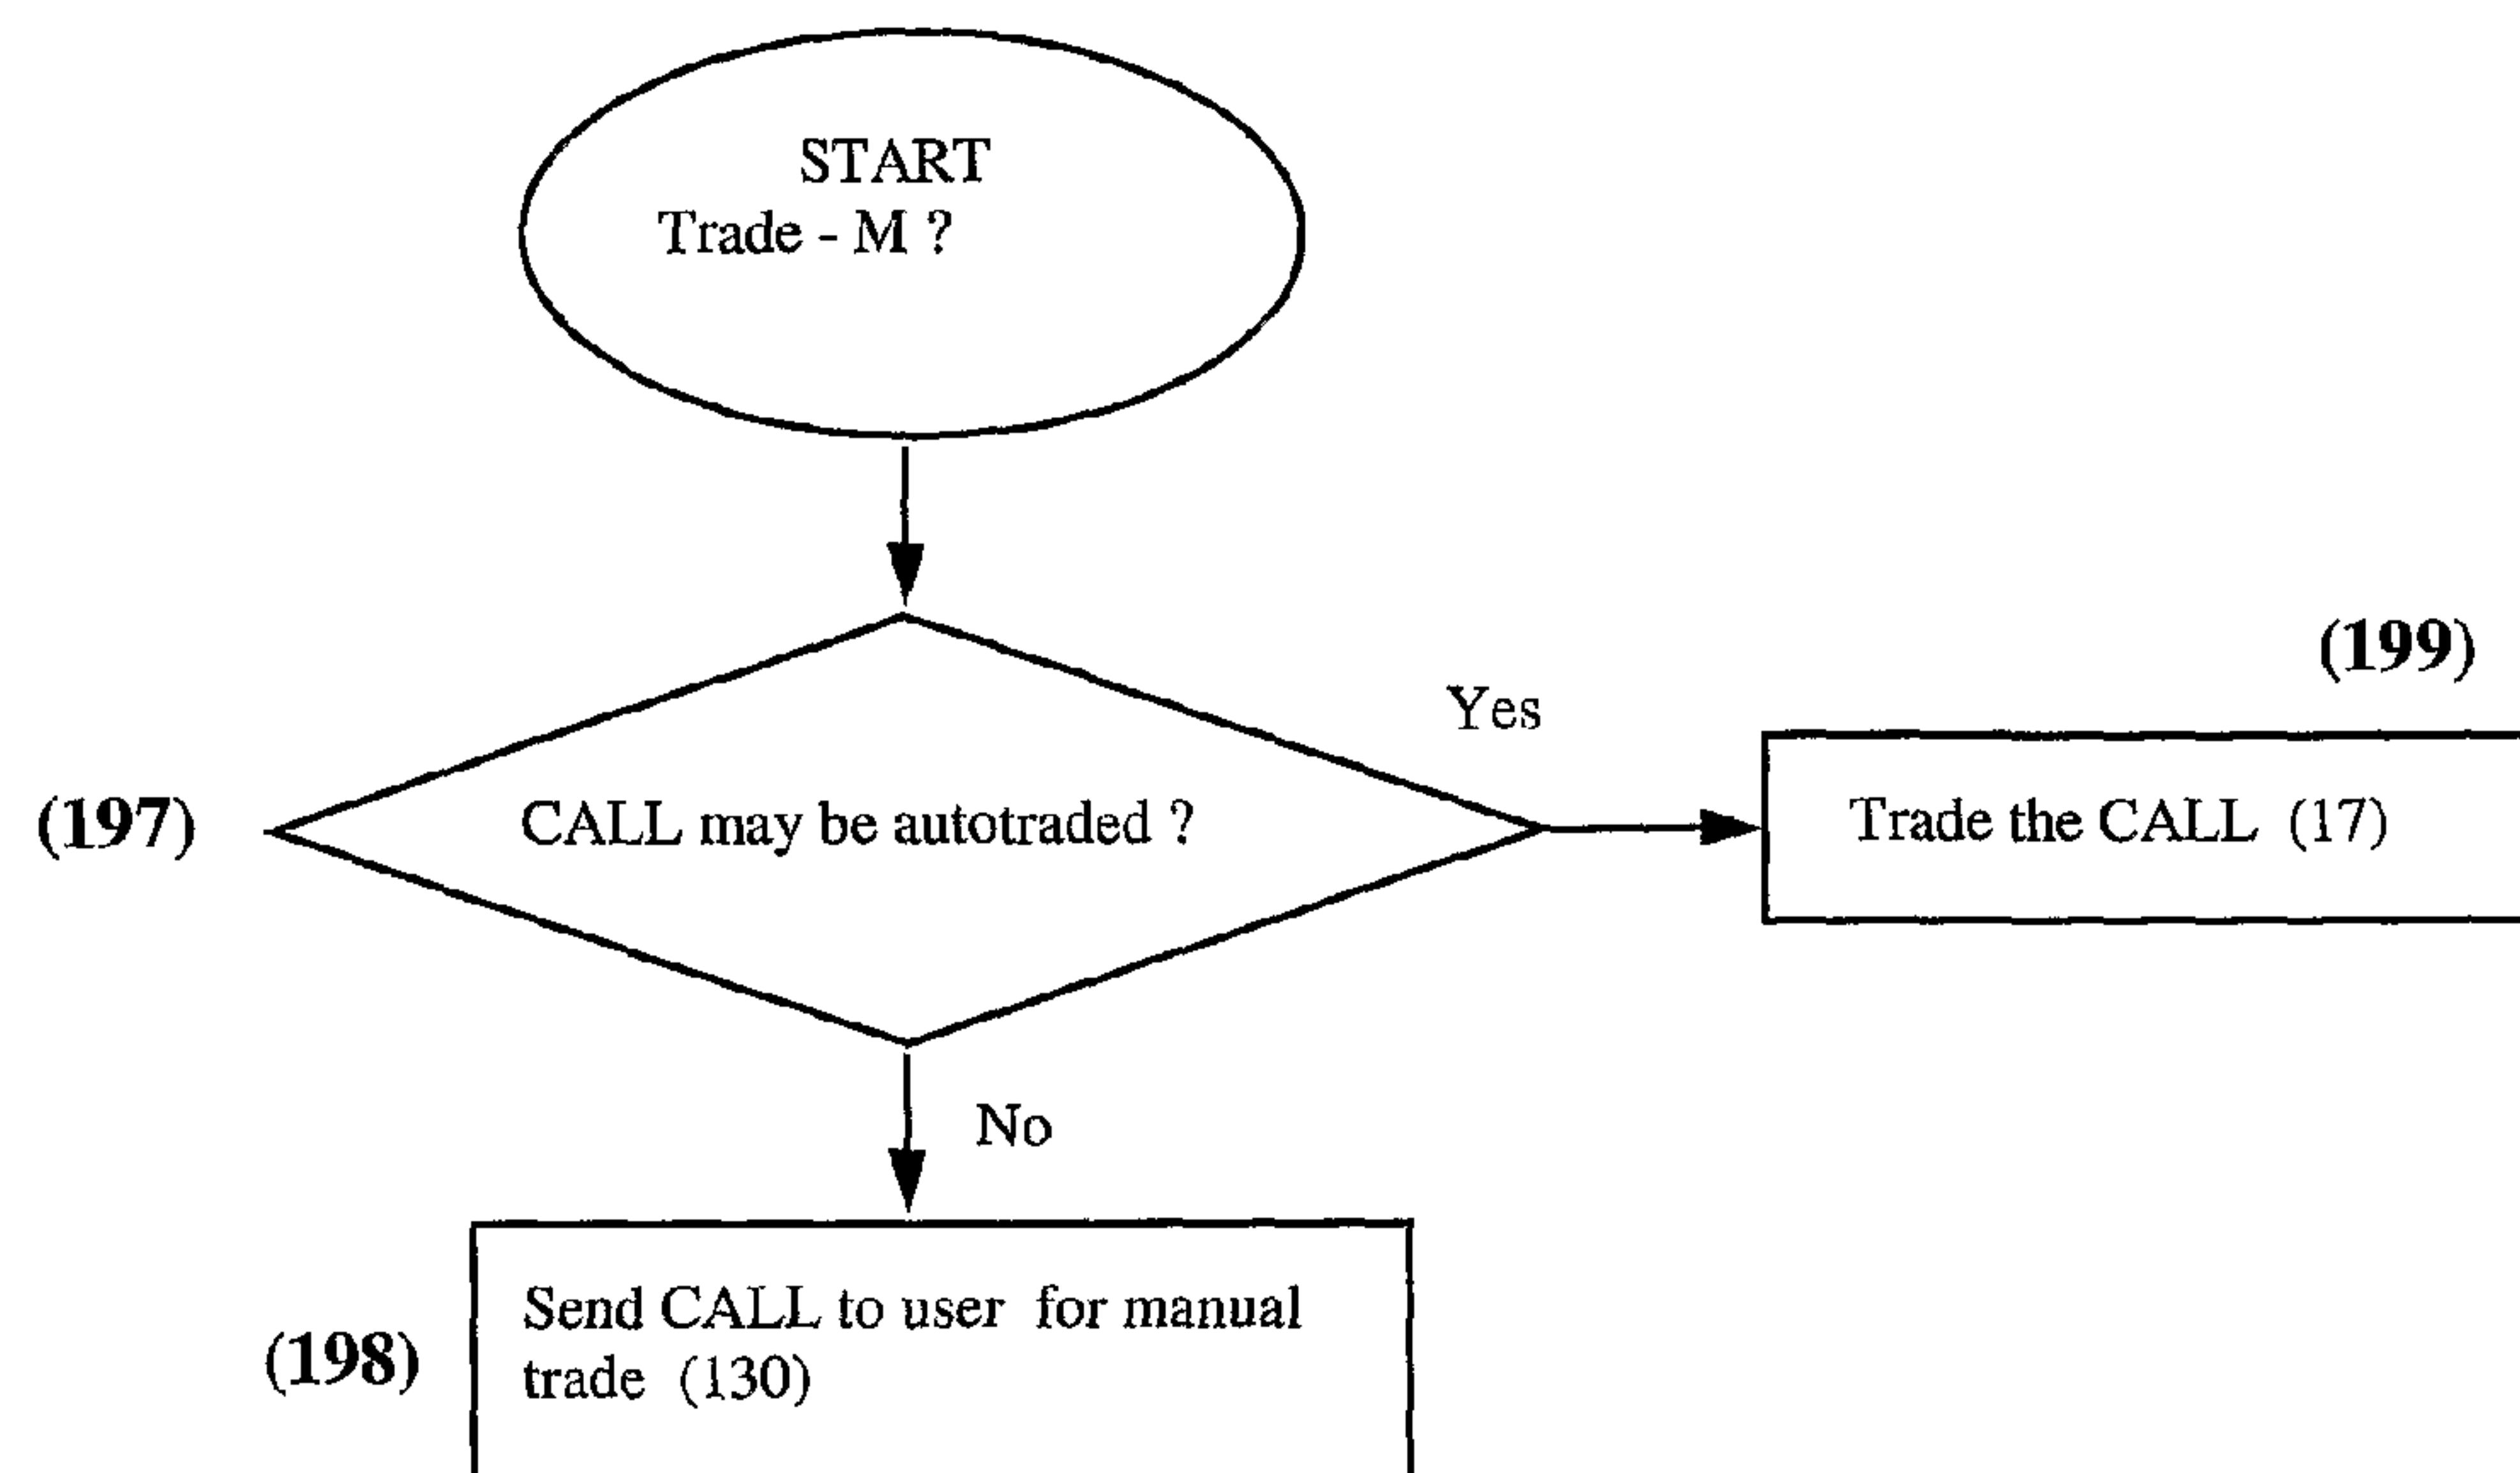 START
Trade - M ?
(199)
Yes
(197)
CALL may be autotraded ?
Trade the CALL (17)
No
Send CALL to user for manual
trade (130)
(198)